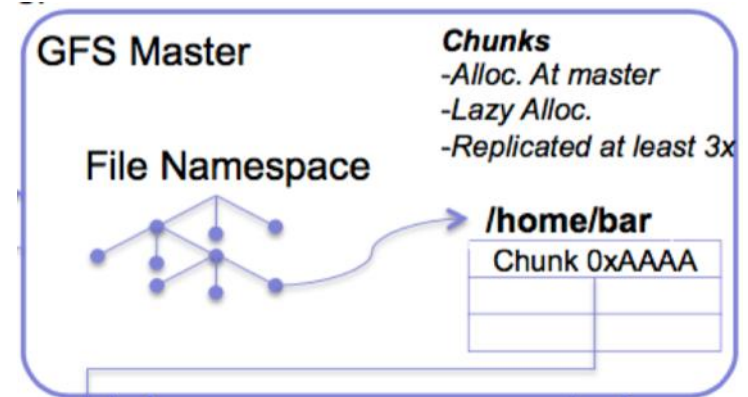 GFS Master
Chunks
-Alloc. At master
-Lazy Alloc.
-Replicated at least 3x
File Namespace
/home/bar
Chunk 0xAAAA